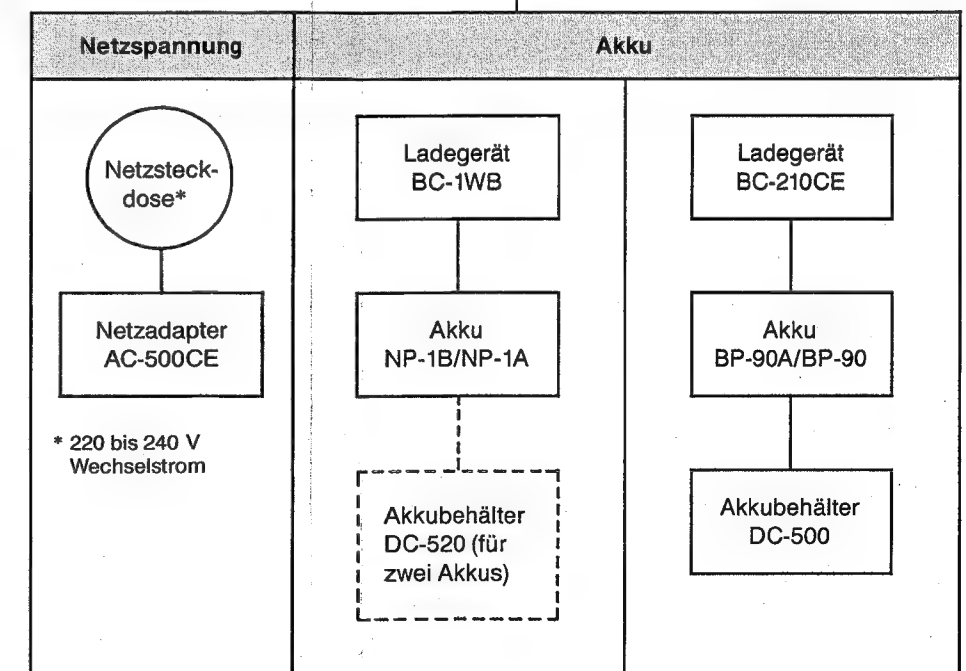 Netzspannung
Akku
Netzsteck-
dose*
Netzadapter
AC-500CE
* 220 bis 240 V
Wechselstrom
Ladegerät
BC-1WB
Akku
NP-1B/NP-1A
Akkubehälter
DC-520 (für
zwei Akkus)
Ladegerät
BC-210CE
Akku
BP-90A/BP-90
Akkubehälter
DC-500